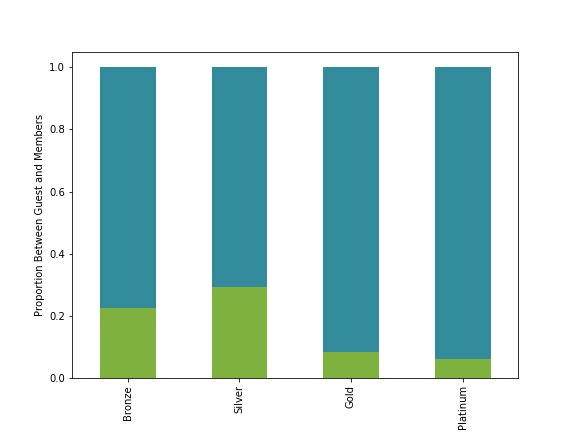 1.0
0.8
0.6
0.4
0.2
0.0
Proportion Between Guest and Members
Bronze
Silver
Gold
Platinum